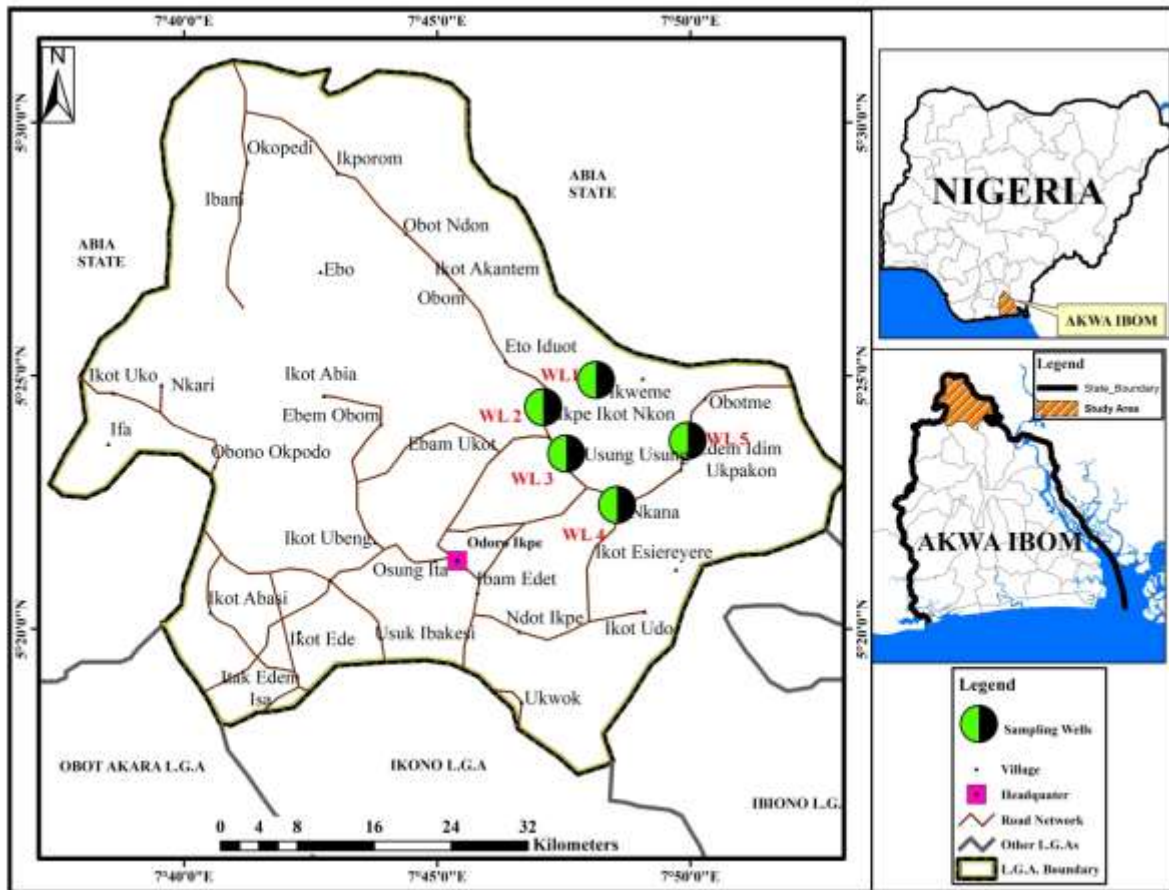 7°40'0"E 7°45'0"E 7°50'0"E
N
5°30'0"N
5°30'0"N
Okopedi
Ikporom
ABIA
STATE
Ibani
Obot Ndon
ABIA
STATE
Ebo
Ikot Akantem
Obom
Eto Iduot
5°25'0"N
5°25'0"N
Ikot Uko
Nkari
Ikot Abia
WL1
Ikweme
Obotme
Ebem Obom
WL 2
Ikpe Ikot Nkon
Ifa
Ebam Ukot
WL 5
Obono Okpodo
Usung Usung
Edem Idim
Ukpakon
WL 3
Nkana
WL 4
Ikot Ubeng
Odoro Ikpe
Ikot Esiereyere
Osung Ita
Ibam Edet
Ikot Abasi
Ndot Ikpe
Ikot Udo
5°20'0"N
5°20'0"N
Ikot Ede
Usuk Ibakesi
Itak Edem
Isa
Ukwok
OBOT AKARA L.G.A
IKONO L.G.A
IBIONO L.G.
0 4 8 16 24 32
Kilometers
7°40'0"E 7°45'0"E 7°50'0"E
NIGERIA
AKWA IBOM
Legend
State_Boundary
Study Area
AKWA IBOM
Legend
Sampling Wells
Village
Headquater
Road Network
Other L.G.As
L.G.A. Boundary